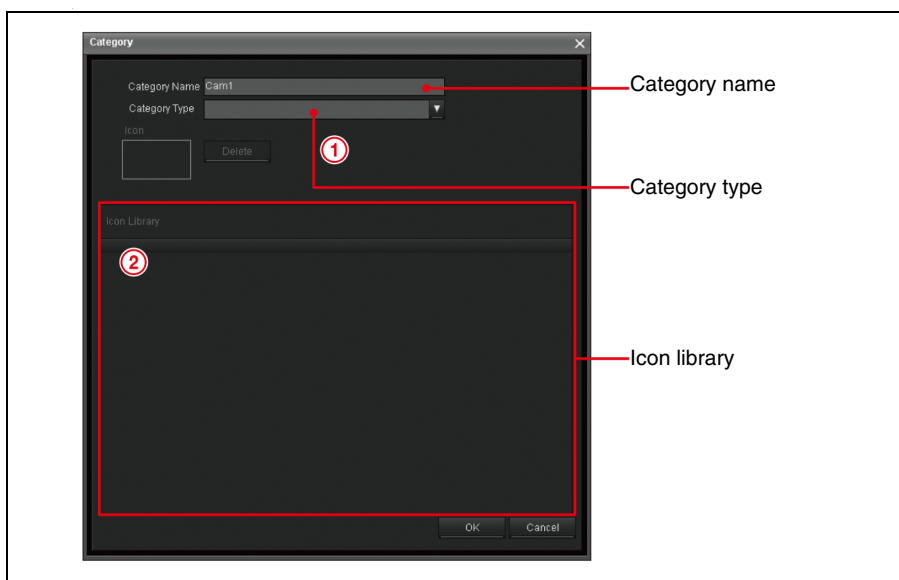 Category
Category Name Cam1
Category name
Category Type
Icon
Delete
1
Category type
Icon Library
2
Icon library
OK Cancel